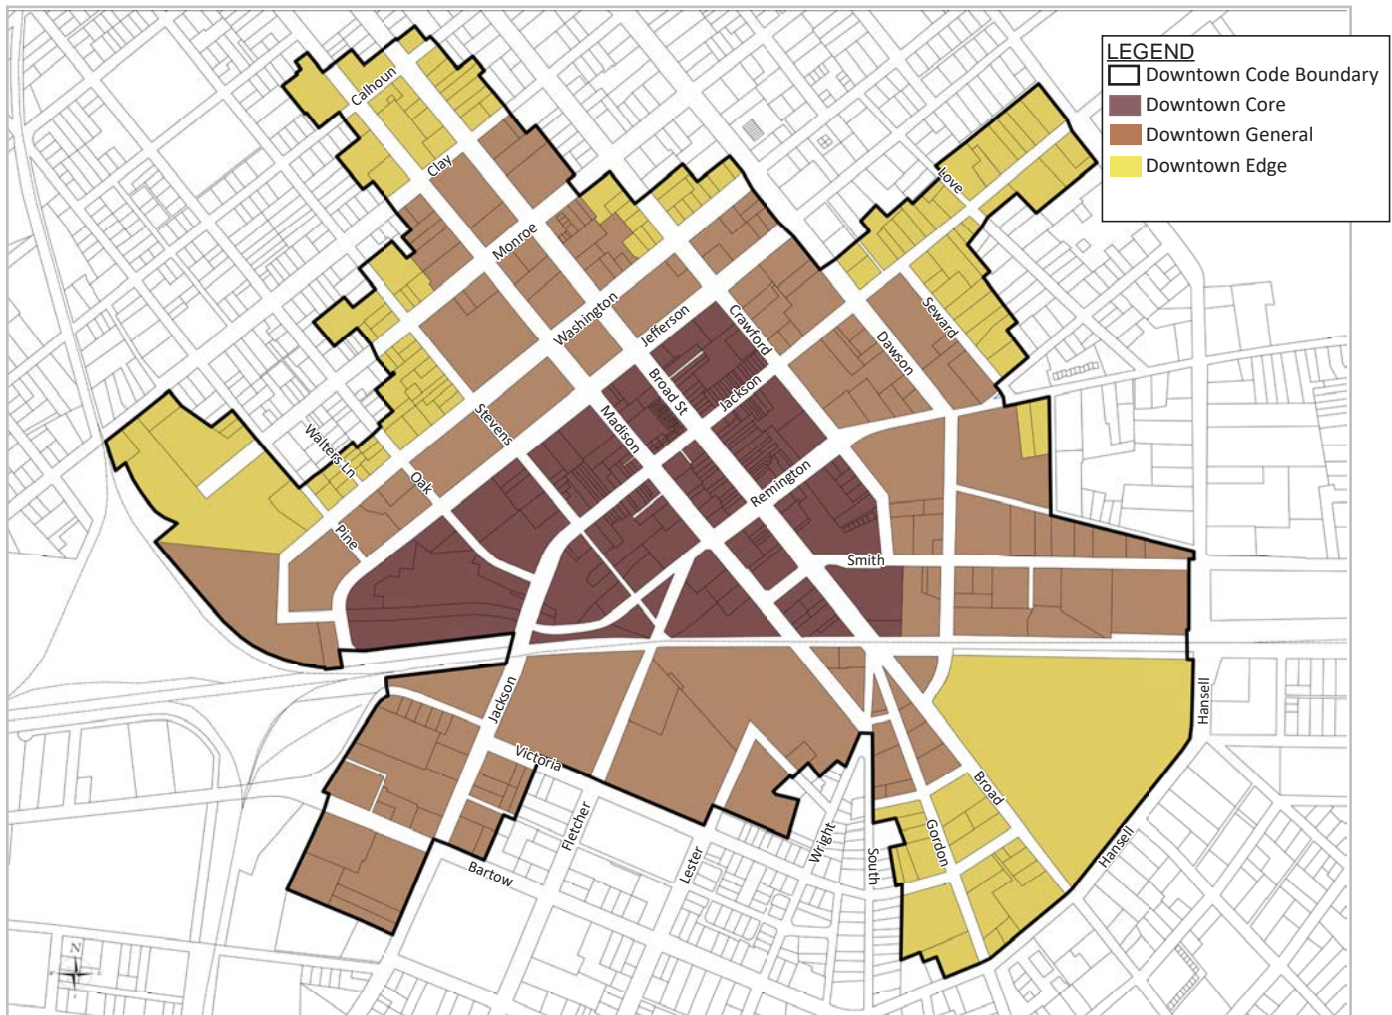 LEGEND
Downtown Code Boundary
Downtown Core
Downtown General
Downtown Edge
Calhoun
Clay
Love
Monroe
Washington
Jefferson
Crawford
Seward
Dawson
Broad St
Jackson
Madison
Stevens
Walters Ln
Oak
Remington
Pine
Smith
Jackson
Hansell
Victoria
Broad
Fletcher
Gordon
Wright
Hansell
Lester
South
Bartow
N